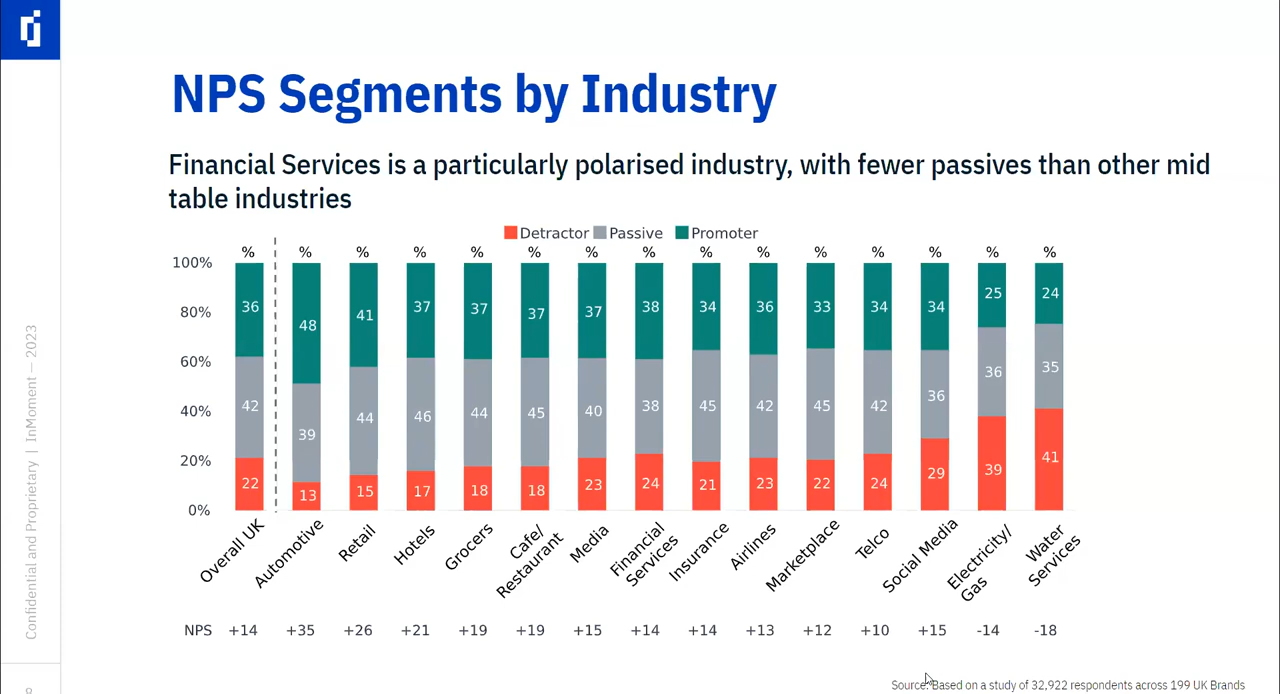 NPS Segments by Industry
Financial Services is a particularly polarised industry, with fewer passives than other mid
table industries
Detractor Passive Promoter
% % % % % % % % % % % % % % %
100%
80%
60%
40%
20%
0%
36 48 41 37 37 37 37 38 34 36 33 34 34 25 24
42 39 44 46 44 45 40 38 45 42 45 42 36 36 35
22 13 15 17 18 18 23 24 21 23 22 24 29 39 41
Overall UK
Automotive
Retail
Hotels
Grocers
Cafe/
Restaurant
Media
Financial
Services
Insurance
Airlines
Marketplace
Telco
Social Media
Electricity/
Gas
Water
Services
NPS +14 +35 +26 +21 +19 +19 +15 +14 +14 +13 +12 +10 +15 -14 -18
Source: Based on a study of 32,922 respondents across 199 UK Brands
Confidential and Proprietary | InMoment — 2023